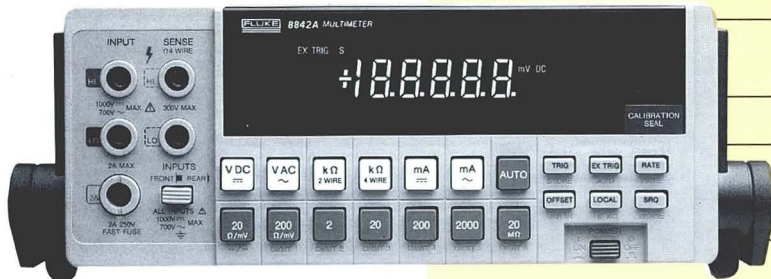 FLUKE 8842A MULTIMETER
EX TRIG S
+18.8.8.8.8. mV DC
CALIBRATION
SEAL
INPUT
SENSE
Ω 4 WIRE
HI
HI
1000V ⎓ MAX
700V ~
300V MAX
LO
LO
2A MAX
INPUTS
FRONT REAR
2A
2A 250V
FAST FUSE
ALL INPUTS
1000V ⎓ MAX
700V ~
V DC
V AC
kΩ
2 WIRE
kΩ
4 WIRE
mA
mA
AUTO
TRIG
EX TRIG
RATE
OFFSET
LOCAL
SRQ
20
Ω/mV
200
Ω/mV
2
20
200
2000
20
MΩ
POWER